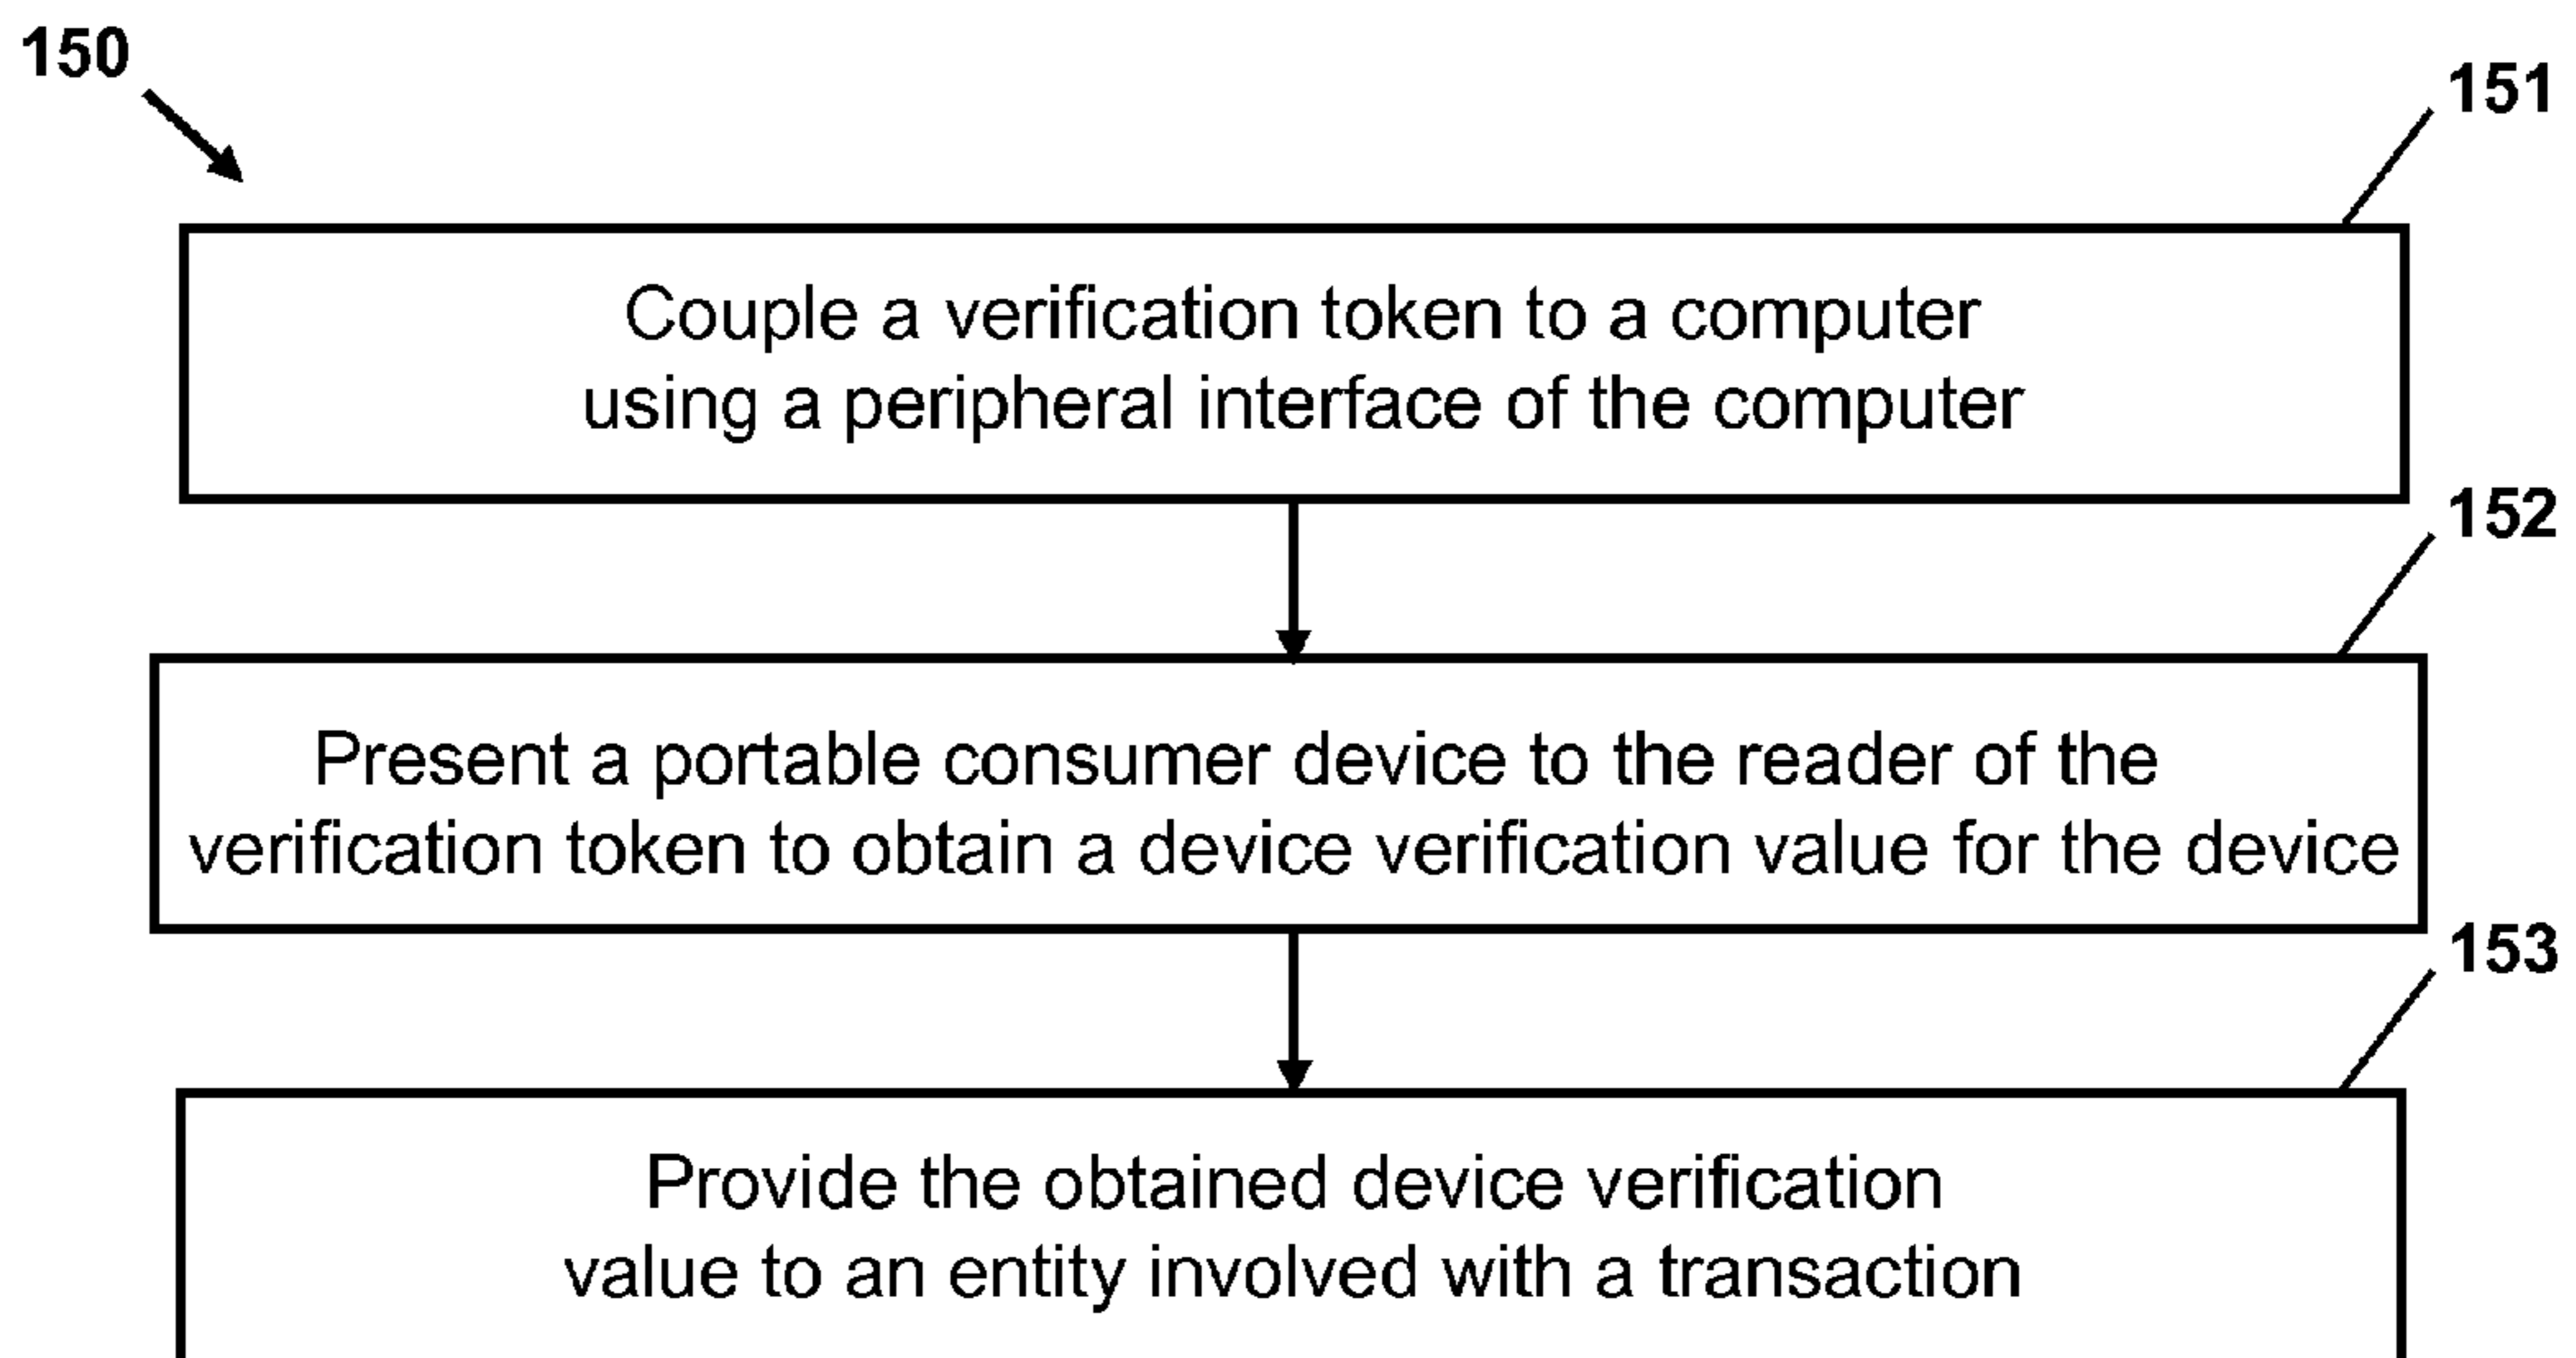 150
151
Couple a verification token to a computer
using a peripheral interface of the computer
152
Present a portable consumer device to the reader of the
verification token to obtain a device verification value for the device
153
Provide the obtained device verification
value to an entity involved with a transaction